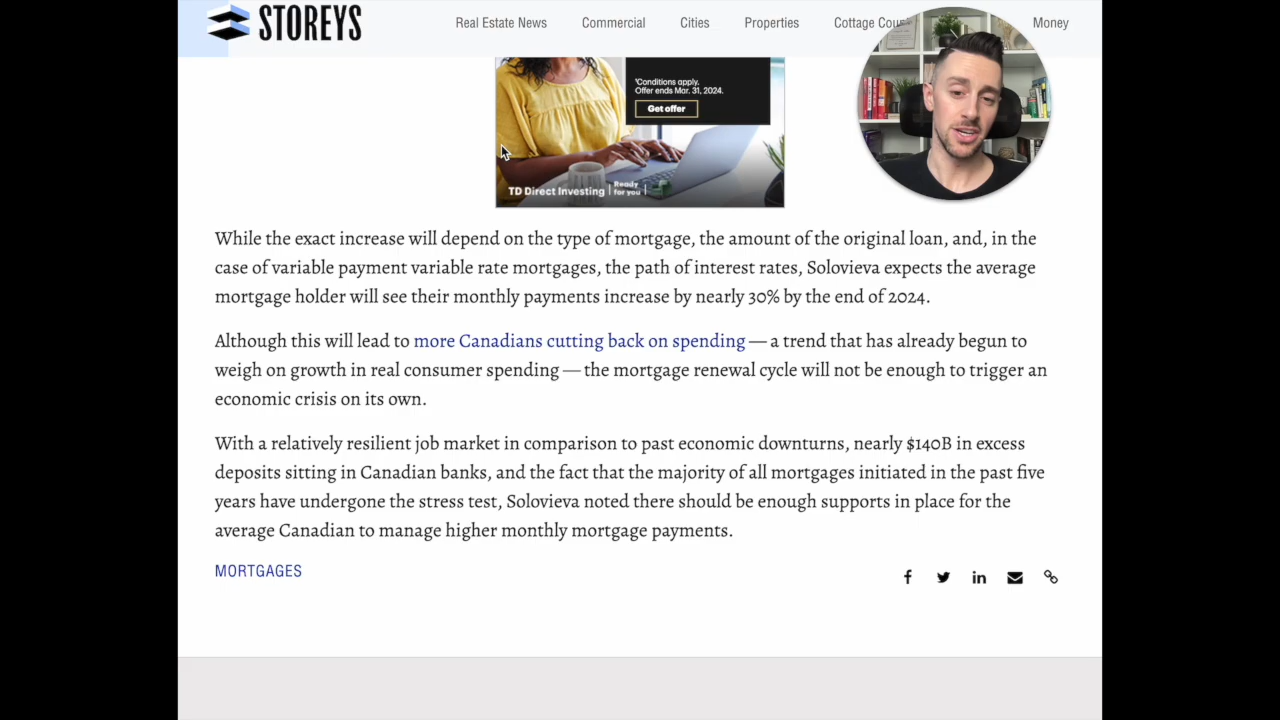 STOREYS
Real Estate News
Commercial
Cities
Properties
Cottage
Money
Conditions apply.
Offer ends Mar. 31, 2024.
Get offer
TD Direct Investing | Ready for you |
While the exact increase will depend on the type of mortgage, the amount of the original loan, and, in the
case of variable payment variable rate mortgages, the path of interest rates, Solovieva expects the average
mortgage holder will see their monthly payments increase by nearly 30% by the end of 2024.
Although this will lead to more Canadians cutting back on spending — a trend that has already begun to
weigh on growth in real consumer spending — the mortgage renewal cycle will not be enough to trigger an
economic crisis on its own.
With a relatively resilient job market in comparison to past economic downturns, nearly $140B in excess
deposits sitting in Canadian banks, and the fact that the majority of all mortgages initiated in the past five
years have undergone the stress test, Solovieva noted there should be enough supports in place for the
average Canadian to manage higher monthly mortgage payments.
MORTGAGES